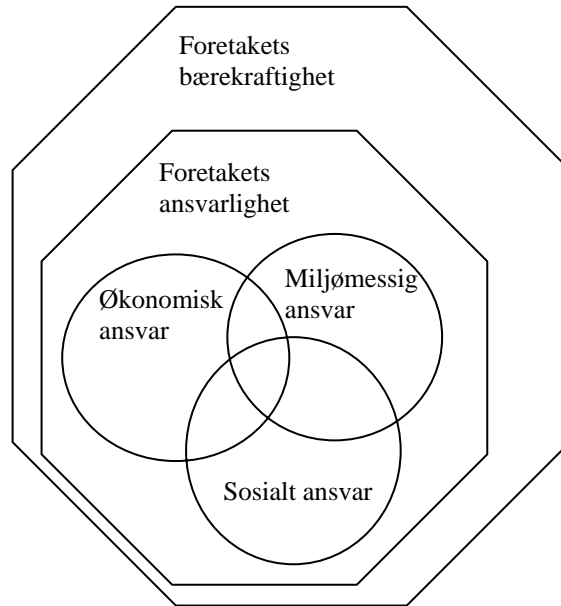 Foretakets
bærekraftighet
Foretakets
ansvarlighet
Økonomisk
ansvar
Miljømessig
ansvar
Sosialt ansvar